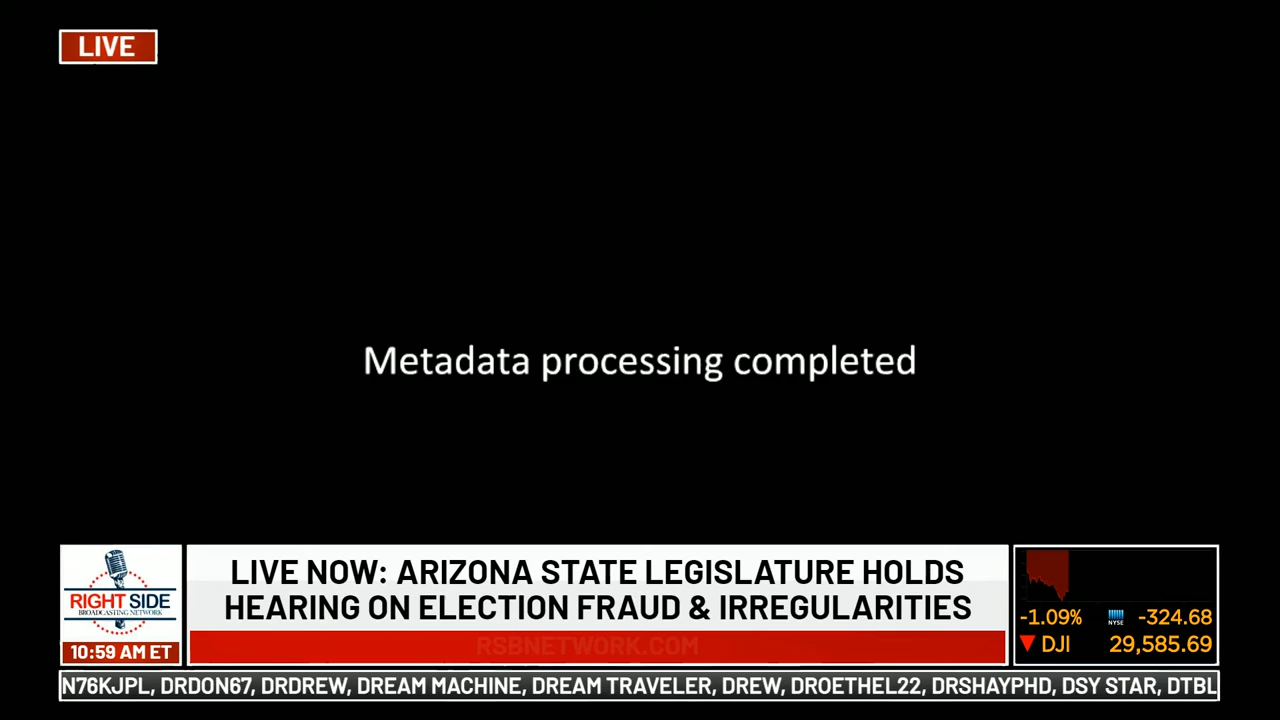 LIVE
Metadata processing completed
LIVE NOW: ARIZONA STATE LEGISLATURE HOLDS
HEARING ON ELECTION FRAUD & IRREGULARITIES
RSBNETWORK.COM
RIGHT SIDE
BROADCASTING NETWORK
10:59 AM ET
-1.09% NYSE -324.68
DJI 29,585.69
N76KJPL, DRDON67, DRDREW, DREAM MACHINE, DREAM TRAVELER, DREW, DROETHEL22, DRSHAYPHD, DSY STAR, DTBL